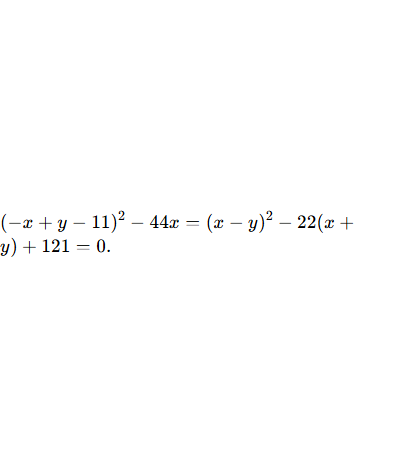 (−x + y − 11)² − 44x = (x − y)² − 22(x +
y) + 121 = 0.